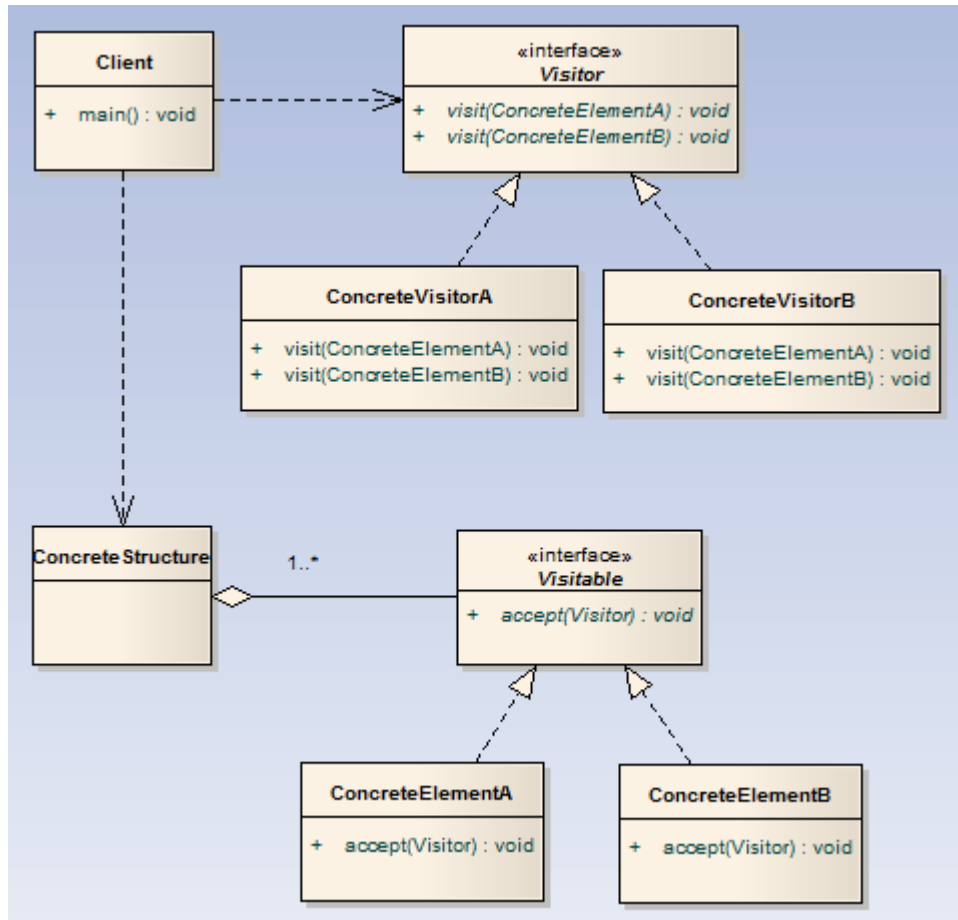 Client
+ main() : void
«interface»
Visitor
+ visit(ConcreteElementA) : void
+ visit(ConcreteElementB) : void
ConcreteVisitorA
+ visit(ConcreteElementA) : void
+ visit(ConcreteElementB) : void
ConcreteVisitorB
+ visit(ConcreteElementA) : void
+ visit(ConcreteElementB) : void
ConcreteStructure
1..*
«interface»
Visitable
+ accept(Visitor) : void
ConcreteElementA
+ accept(Visitor) : void
ConcreteElementB
+ accept(Visitor) : void